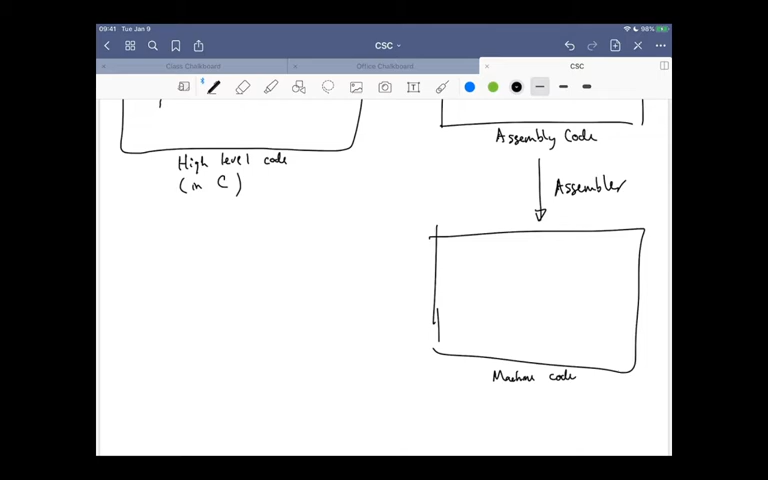 09:41 Tue Jan 9
98%
CSC
Class Chalkboard
Office Chalkboard
CSC
High level code
(in C)
Assembly Code
Assembler
Machine code